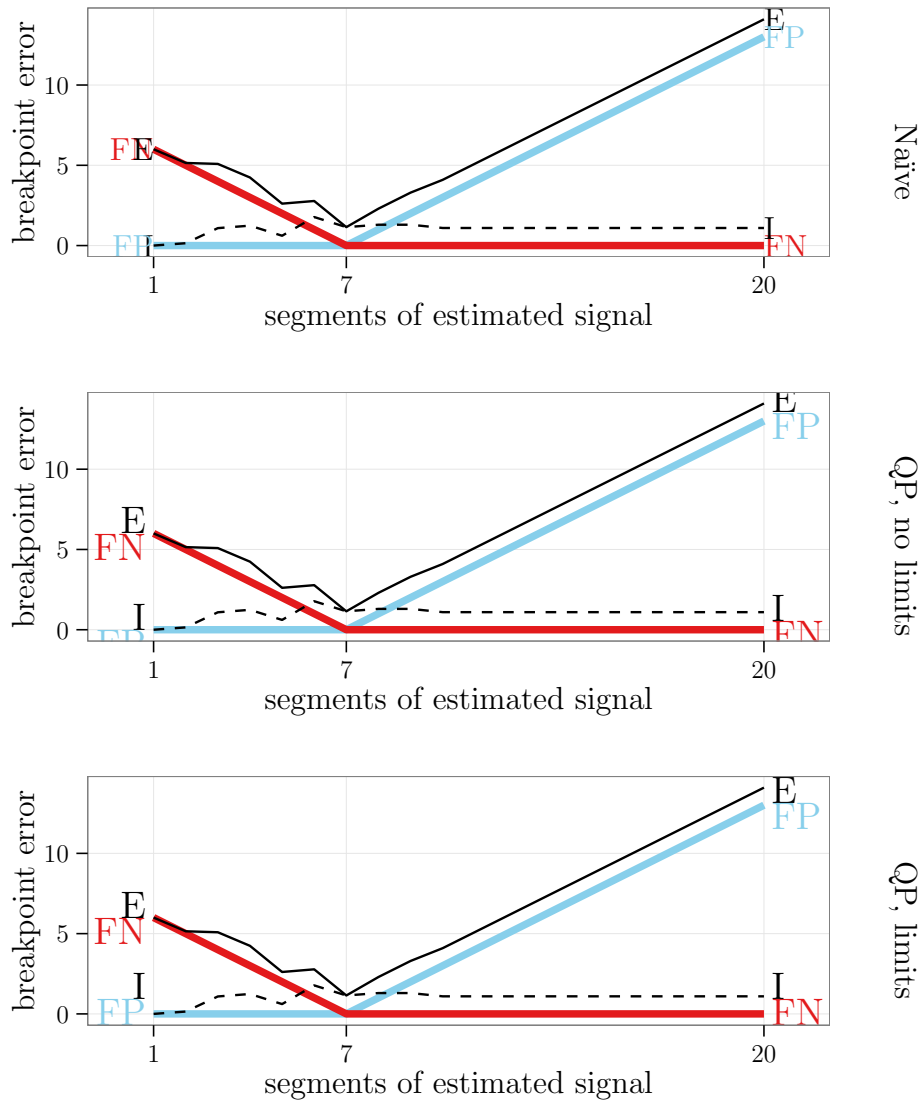 E
FP
10
breakpoint error
Naïve
FN
E
5
I
FP
I
0
FN
1
7
20
segments of estimated signal
E
FP
10
breakpoint error
QP, no limits
E
FN
5
I
I
0
FP
FN
1
7
20
segments of estimated signal
E
FP
10
breakpoint error
QP, limits
E
FN
5
I
I
0
FP
FN
1
7
20
segments of estimated signal